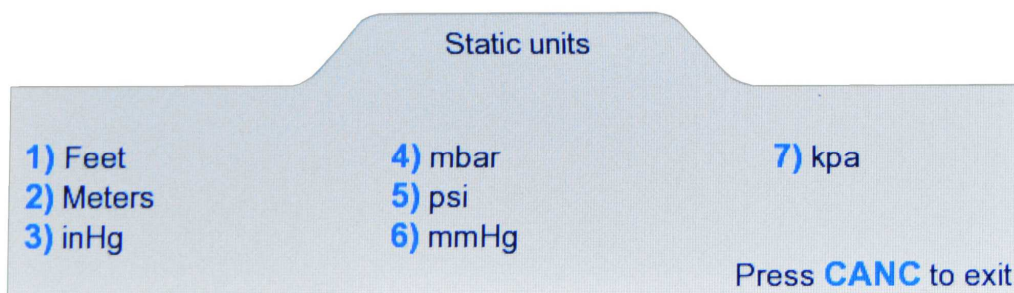 Static units
1) Feet
2) Meters
3) inHg
4) mbar
5) psi
6) mmHg
7) kpa
Press CANC to exit